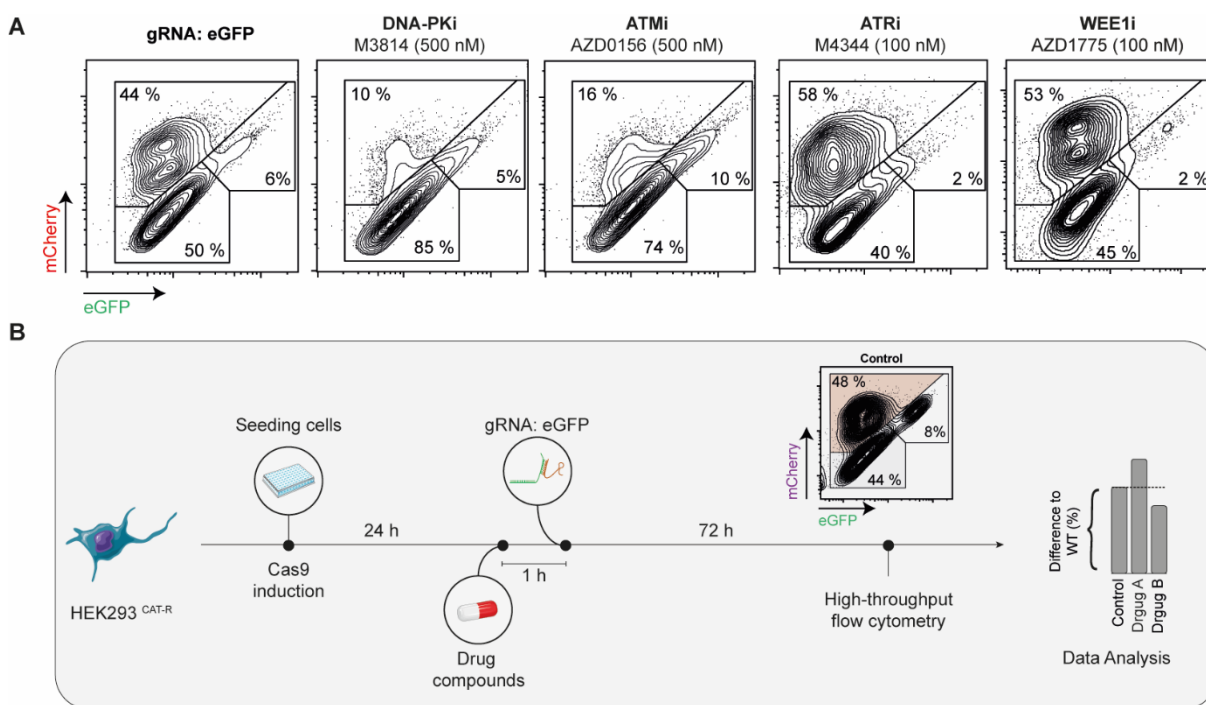 A
gRNA: eGFP
DNA-PKi
M3814 (500 nM)
ATMi
AZD0156 (500 nM)
ATRi
M4344 (100 nM)
WEE1i
AZD1775 (100 nM)
44 %
6%
50 %
10 %
5%
85 %
16 %
10 %
74 %
58 %
2 %
40 %
53 %
2 %
45 %
mCherry
eGFP
B
Control
48 %
8%
44 %
mCherry
eGFP
Seeding cells
gRNA: eGFP
24 h
72 h
1 h
HEK293 CAT-R
Cas9
induction
Drug
compounds
High-throughput
flow cytometry
Difference to
WT (%)
Control
Drgug A
Drgug B
Data Analysis